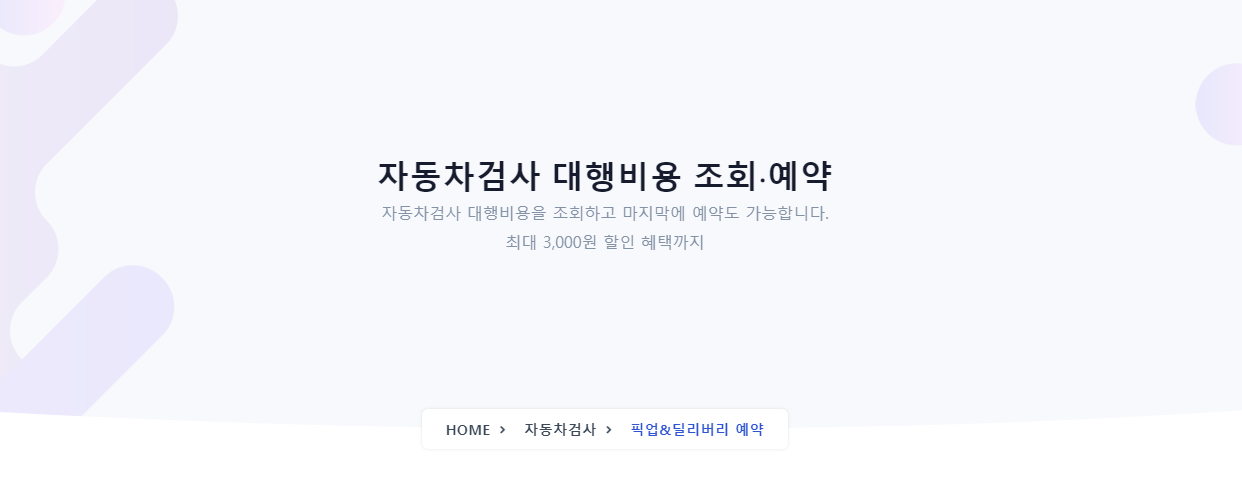 자동차검사 대행비용 조회·예약
자동차검사 대행비용을 조회하고 마지막에 예약도 가능합니다.
최대 3,000원 할인 혜택까지
HOME > 자동차검사 > 픽업&딜리버리 예약